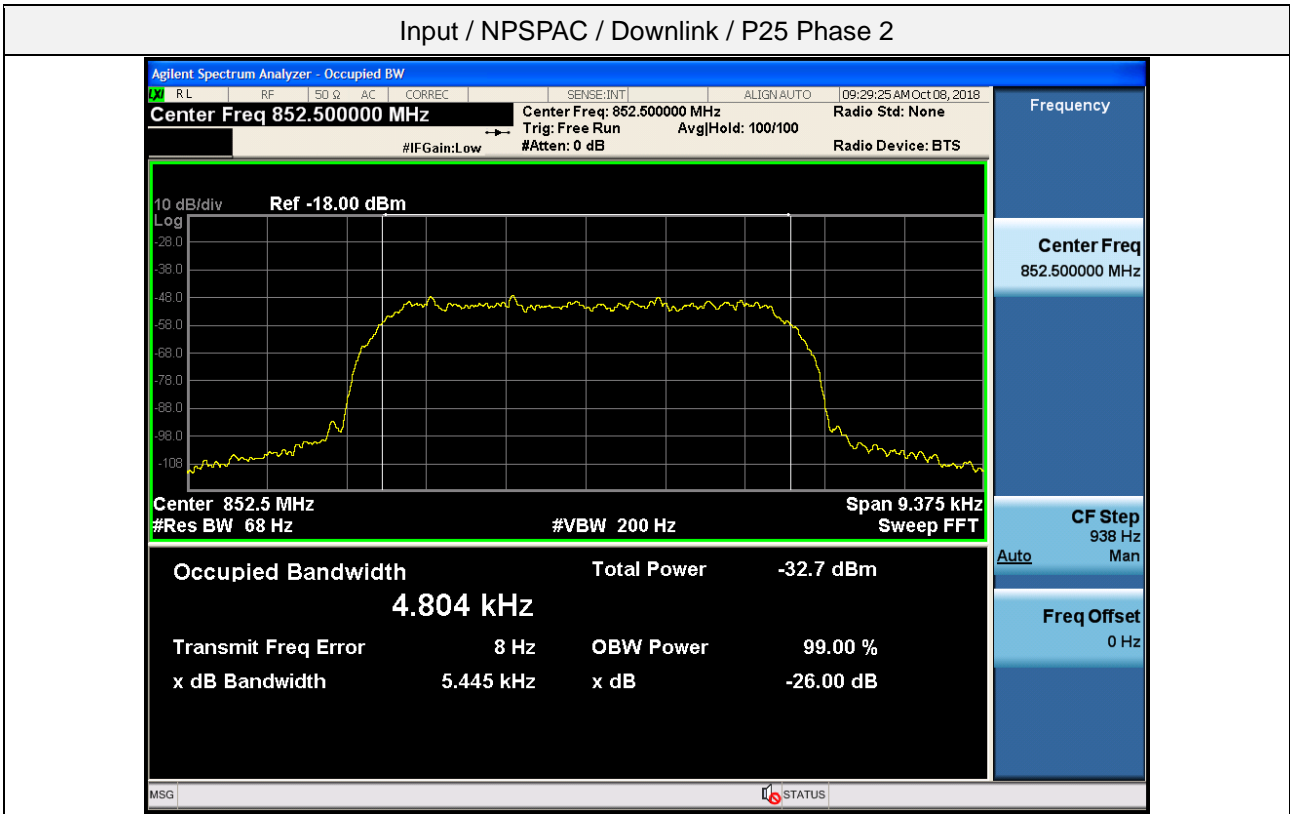 Input / NPSPAC / Downlink / P25 Phase 2
Agilent Spectrum Analyzer - Occupied BW
LXI RL RF 50 Ω AC CORREC SENSE:INT ALIGN AUTO 09:29:25 AM Oct 08, 2018
Center Freq 852.500000 MHz
Center Freq: 852.500000 MHz
Radio Std: None
Trig: Free Run Avg|Hold: 100/100
#IFGain:Low
#Atten: 0 dB
Radio Device: BTS
Frequency
10 dB/div Ref -18.00 dBm
Log
-28.0
-38.0
-48.0
-58.0
-68.0
-78.0
-88.0
-98.0
-108
Center 852.5 MHz Span 9.375 kHz
#Res BW 68 Hz #VBW 200 Hz Sweep FFT
Center Freq
852.500000 MHz
CF Step
938 Hz
Auto Man
Freq Offset
0 Hz
Occupied Bandwidth Total Power -32.7 dBm
4.804 kHz
Transmit Freq Error 8 Hz OBW Power 99.00 %
x dB Bandwidth 5.445 kHz x dB -26.00 dB
MSG STATUS